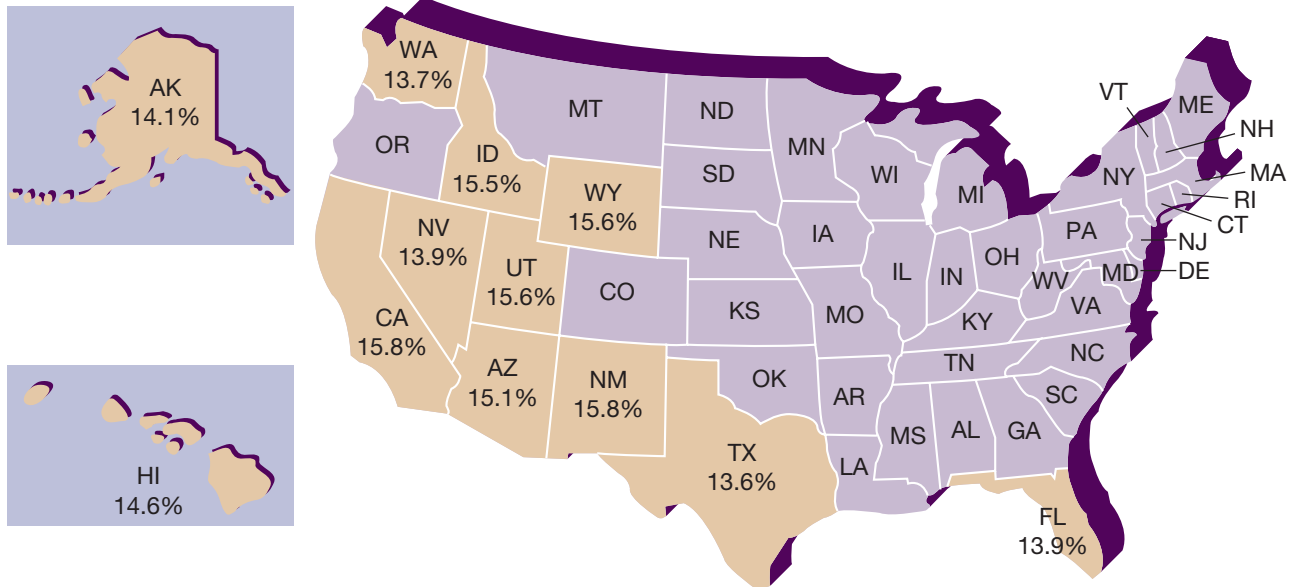 AK
14.1%
HI
14.6%
WA
13.7%
OR
ID
15.5%
MT
WY
15.6%
NV
13.9%
UT
15.6%
CA
15.8%
AZ
15.1%
NM
15.8%
CO
ND
SD
NE
KS
OK
TX
13.6%
MN
IA
MO
AR
LA
WI
IL
MI
IN
OH
KY
TN
MS
AL
GA
FL
13.9%
SC
NC
VA
WV
PA
NY
VT
ME
NH
MA
RI
CT
NJ
MD
DE